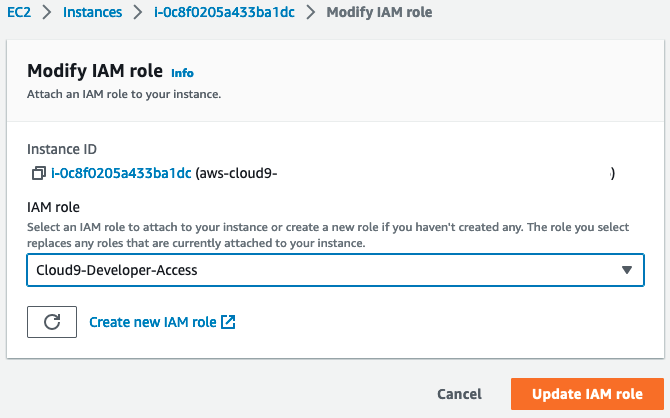 EC2 > Instances > i-0c8f0205a433ba1dc > Modify IAM role
Modify IAM role Info
Attach an IAM role to your instance.
Instance ID
i-0c8f0205a433ba1dc (aws-cloud9- )
IAM role
Select an IAM role to attach to your instance or create a new role if you haven't created any. The role you select
replaces any roles that are currently attached to your instance.
Cloud9-Developer-Access
Create new IAM role
Cancel Update IAM role